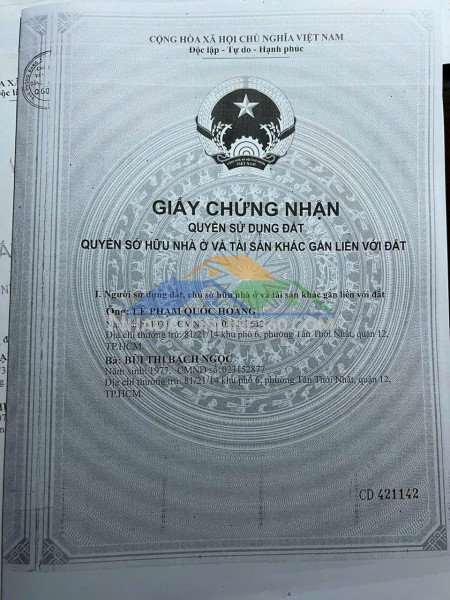 CỘNG HÒA XÃ HỘI CHỦ NGHĨA VIỆT NAM
Độc lập - Tự do - Hạnh phúc
VIỆT NAM
GIẤY CHỨNG NHẬN
QUYỀN SỬ DỤNG ĐẤT
QUYỀN SỞ HỮU NHÀ Ở VÀ TÀI SẢN KHÁC GẮN LIỀN VỚI ĐẤT
I. Người sử dụng đất, chủ sở hữu nhà ở và tài sản khác gắn liền với đất
Ông: LÊ PHẠM QUỐC HOÀNG
Địa chỉ thường trú: 81/21/14 khu phố 6, phường Tân Thới Nhất, quận 12,
TP.HCM.
Bà: BÙI THỊ BẠCH NGỌC
Năm sinh: 1977, CMND số: 023152877
Địa chỉ thường trú: 81/21/14 khu phố 6, phường Tân Thới Nhất, quận 12,
TP.HCM.
CD 421142